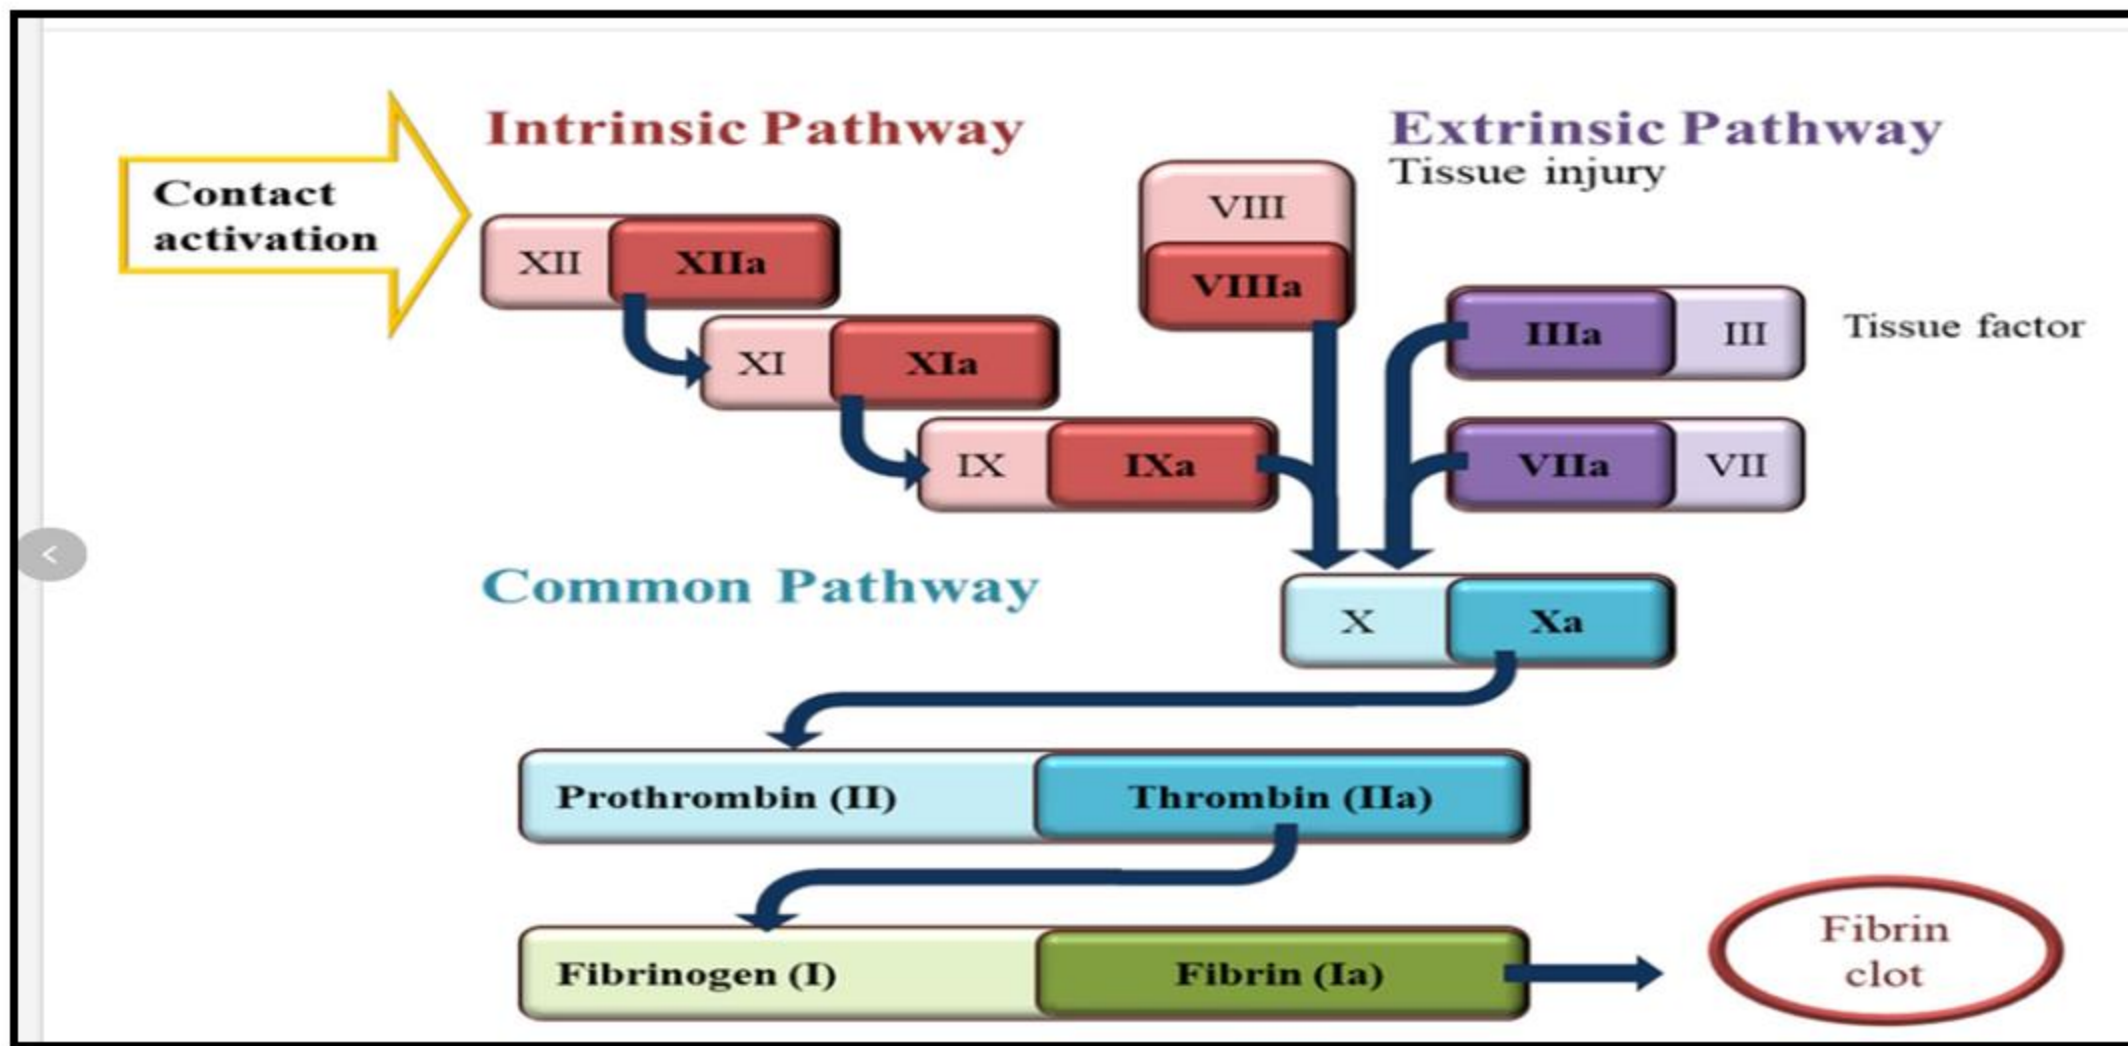 Intrinsic Pathway
Extrinsic Pathway
Tissue injury
Contact
activation
XII XIIa
VIII
VIIIa
XI XIa
IIIa III Tissue factor
IX IXa
VIIa VII
Common Pathway
X Xa
Prothrombin (II) Thrombin (IIa)
Fibrinogen (I) Fibrin (Ia)
Fibrin
clot